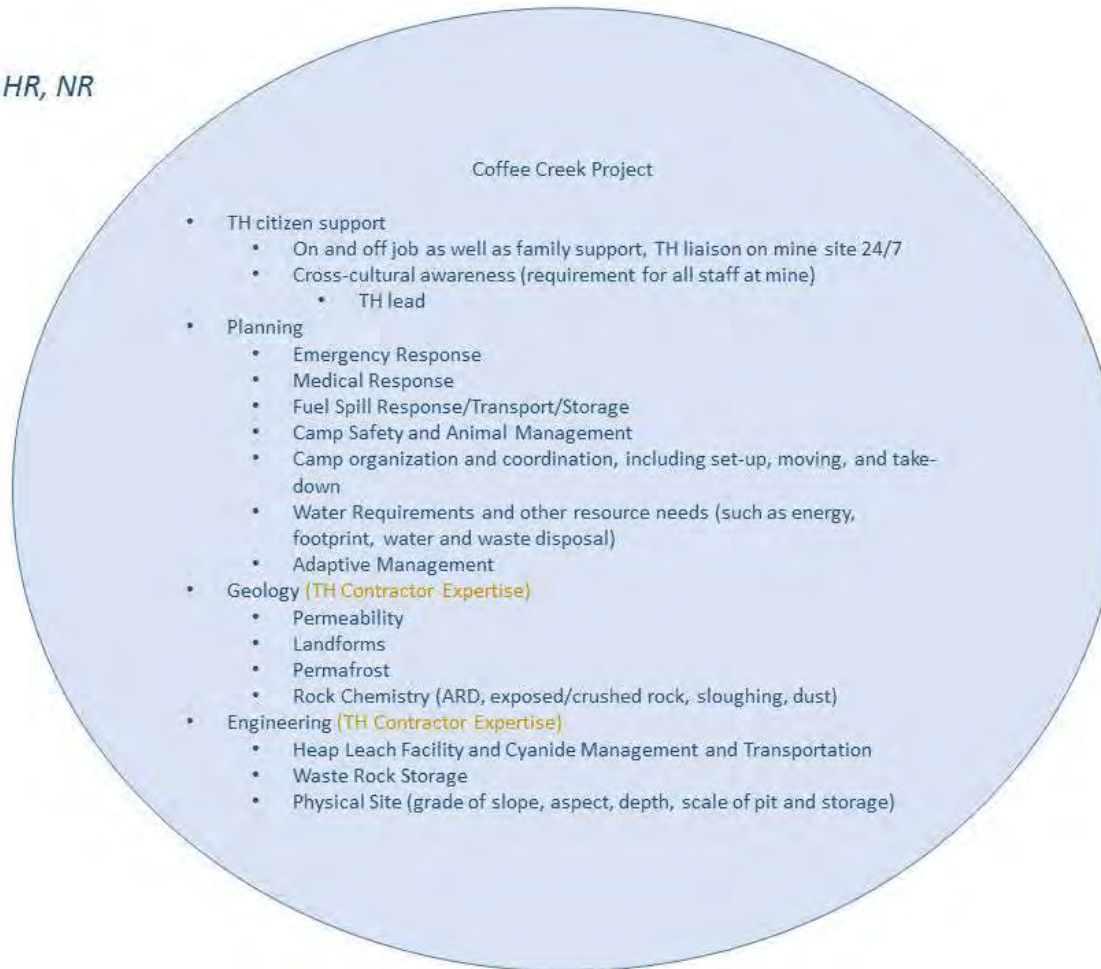 HR, NR
Coffee Creek Project
• TH citizen support
• On and off job as well as family support, TH liaison on mine site 24/7
• Cross-cultural awareness (requirement for all staff at mine)
• TH lead
• Planning
• Emergency Response
• Medical Response
• Fuel Spill Response/Transport/Storage
• Camp Safety and Animal Management
• Camp organization and coordination, including set-up, moving, and take-
down
• Water Requirements and other resource needs (such as energy,
footprint, water and waste disposal)
• Adaptive Management
• Geology (TH Contractor Expertise)
• Permeability
• Landforms
• Permafrost
• Rock Chemistry (ARD, exposed/crushed rock, sloughing, dust)
• Engineering (TH Contractor Expertise)
• Heap Leach Facility and Cyanide Management and Transportation
• Waste Rock Storage
• Physical Site (grade of slope, aspect, depth, scale of pit and storage)